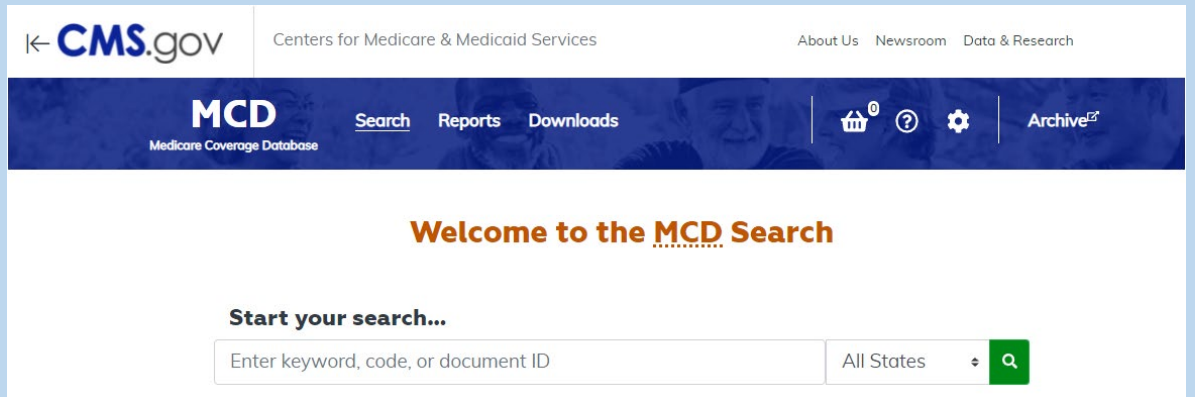 CMS.gov
Centers for Medicare & Medicaid Services
About Us Newsroom Data & Research
MCD
Medicare Coverage Database
Search Reports Downloads
0
?
Archive
Welcome to the MCD Search
Start your search...
Enter keyword, code, or document ID
All States